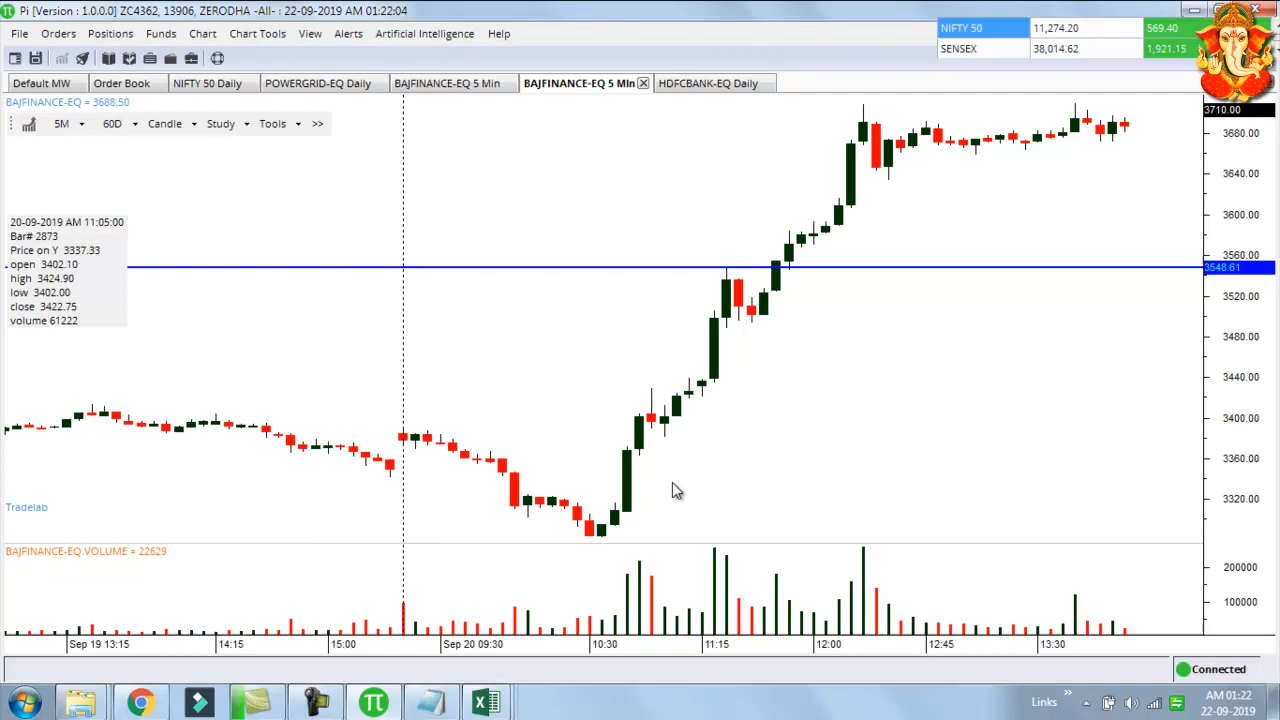 Pi [Version : 1.0.0.0] ZC4362, 13906, ZERODHA -All- : 22-09-2019 AM 01:22:04
File Orders Positions Funds Chart View Alerts Help
NIFTY 50 11,274.20 569.40
SENSEX 38,014.62 1,921.15
Default MW Order Book NIFTY 50 Daily POWERGRID-EQ Daily BAJFINANCE-EQ 5 Min BAJFINANCE-EQ 5 MIn HDFCBANK-EQ Daily
BAJFINANCE-EQ = 3688.50
5M 60D Candle Study Tools >>
20-09-2019 AM 11:05:00
Bar# 2873
Price on Y 3337.33
open 3402.10
high 3424.90
low 3402.00
close 3422.75
volume 61222
3710.00
3680.00
3640.00
3600.00
3560.00
3548.61
3520.00
3480.00
3440.00
3400.00
3360.00
3320.00
Tradelab
BAJFINANCE-EQ.VOLUME = 22629
200000
100000
Sep 19 13:15 14:15 15:00 Sep 20 09:30 10:30 11:15 12:00 12:45 13:30
Connected
Links »
AM 01:22
22-09-2019